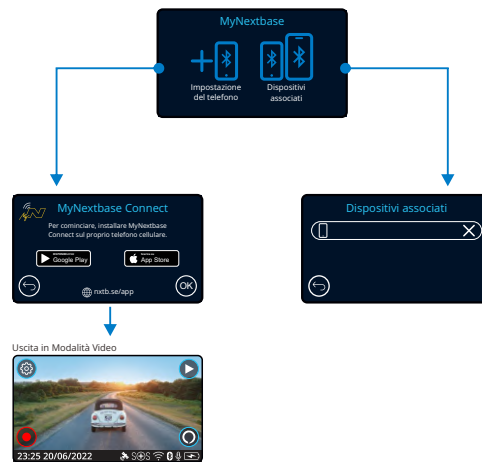 MyNextbase
Impostazione
del telefono
Dispositivi
associati
MyNextbase Connect
Per cominciare, installare MyNextbase
Connect sul proprio telefono cellulare.
Google Play
App Store
OK
nxtb.se/app
Dispositivi associati
Uscita in Modalità Video
23:25 20/06/2022 SOS